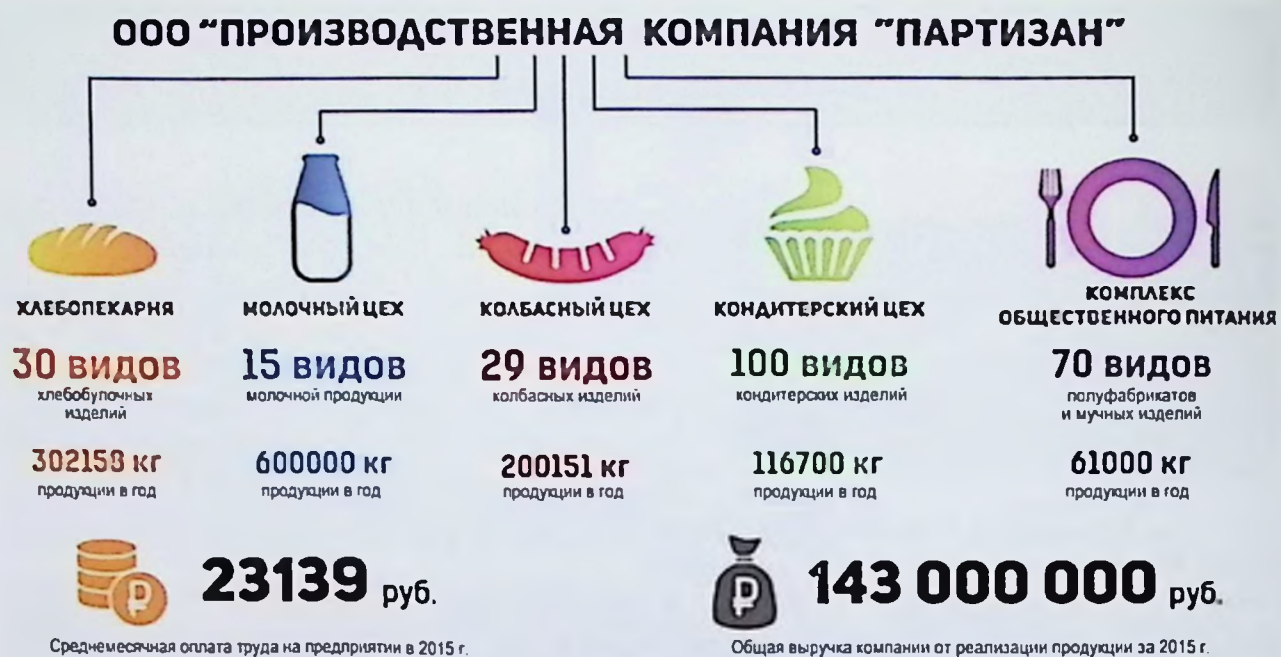 ООО "ПРОИЗВОДСТВЕННАЯ КОМПАНИЯ "ПАРТИЗАН"
ХЛЕБОПЕКАРНЯ
30 ВИДОВ
хлебобулочных
изделий
302158 кг
продукции в год
МОЛОЧНЫЙ ЦЕХ
15 ВИДОВ
молочной продукции
600000 кг
продукции в год
КОЛБАСНЫЙ ЦЕХ
29 ВИДОВ
колбасных изделий
200151 кг
продукции в год
КОНДИТЕРСКИЙ ЦЕХ
100 ВИДОВ
кондитерских изделий
116700 кг
продукции в год
КОМПЛЕКС
ОБЩЕСТВЕННОГО ПИТАНИЯ
70 ВИДОВ
полуфабрикатов
и мучных изделий
61000 кг
продукции в год
23139 руб.
Среднемесячная оплата труда на предприятии в 2015 г.
143 000 000 руб.
Общая выручка компании от реализации продукции за 2015 г.